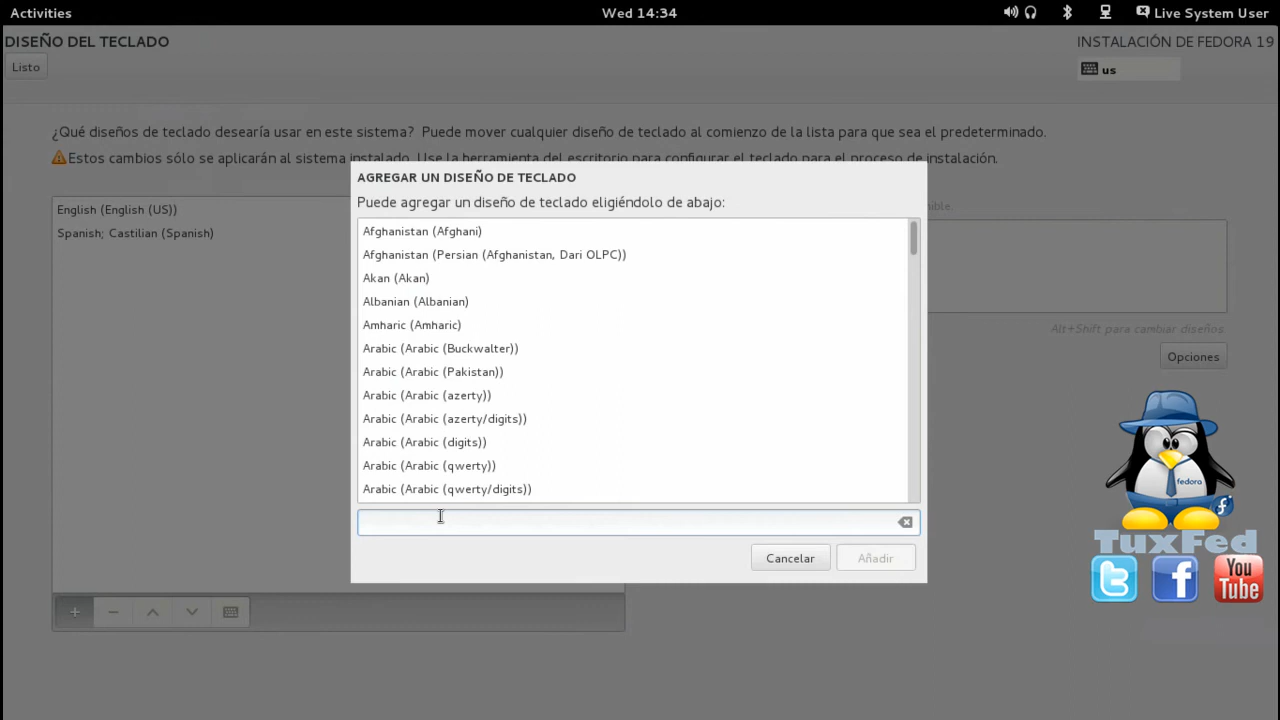 Activities
Wed 14:34
Live System User
DISEÑO DEL TECLADO
INSTALACIÓN DE FEDORA 19
Listo
us
¿Qué diseños de teclado desearía usar en este sistema? Puede mover cualquier diseño de teclado al comienzo de la lista para que sea el predeterminado.
Estos cambios sólo se aplicarán al sistema instalado. Use la herramienta del escritorio para configurar el teclado para el proceso de instalación.
English (English (US))
Spanish; Castilian (Spanish)
AGREGAR UN DISEÑO DE TECLADO
Puede agregar un diseño de teclado eligiéndolo de abajo:
Afghanistan (Afghani)
Afghanistan (Persian (Afghanistan, Dari OLPC))
Akan (Akan)
Albanian (Albanian)
Amharic (Amharic)
Arabic (Arabic (Buckwalter))
Arabic (Arabic (Pakistan))
Arabic (Arabic (azerty))
Arabic (Arabic (azerty/digits))
Arabic (Arabic (digits))
Arabic (Arabic (qwerty))
Arabic (Arabic (qwerty/digits))
Cancelar
Añadir
Alt+Shift para cambiar diseños
Opciones
fedora
TuxFed
You
Tube